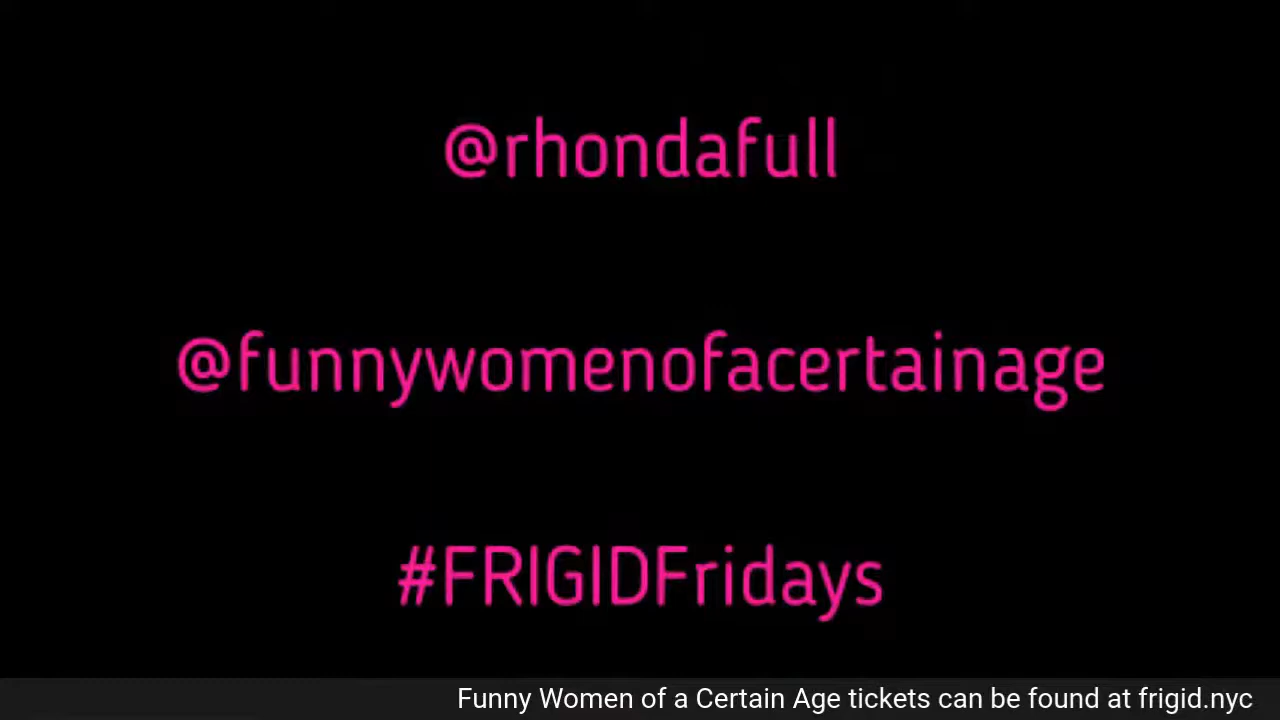 @rhondafull
@funnywomenofacertainage
#FRIGIDFridays
Funny Women of a Certain Age tickets can be found at frigid.nyc